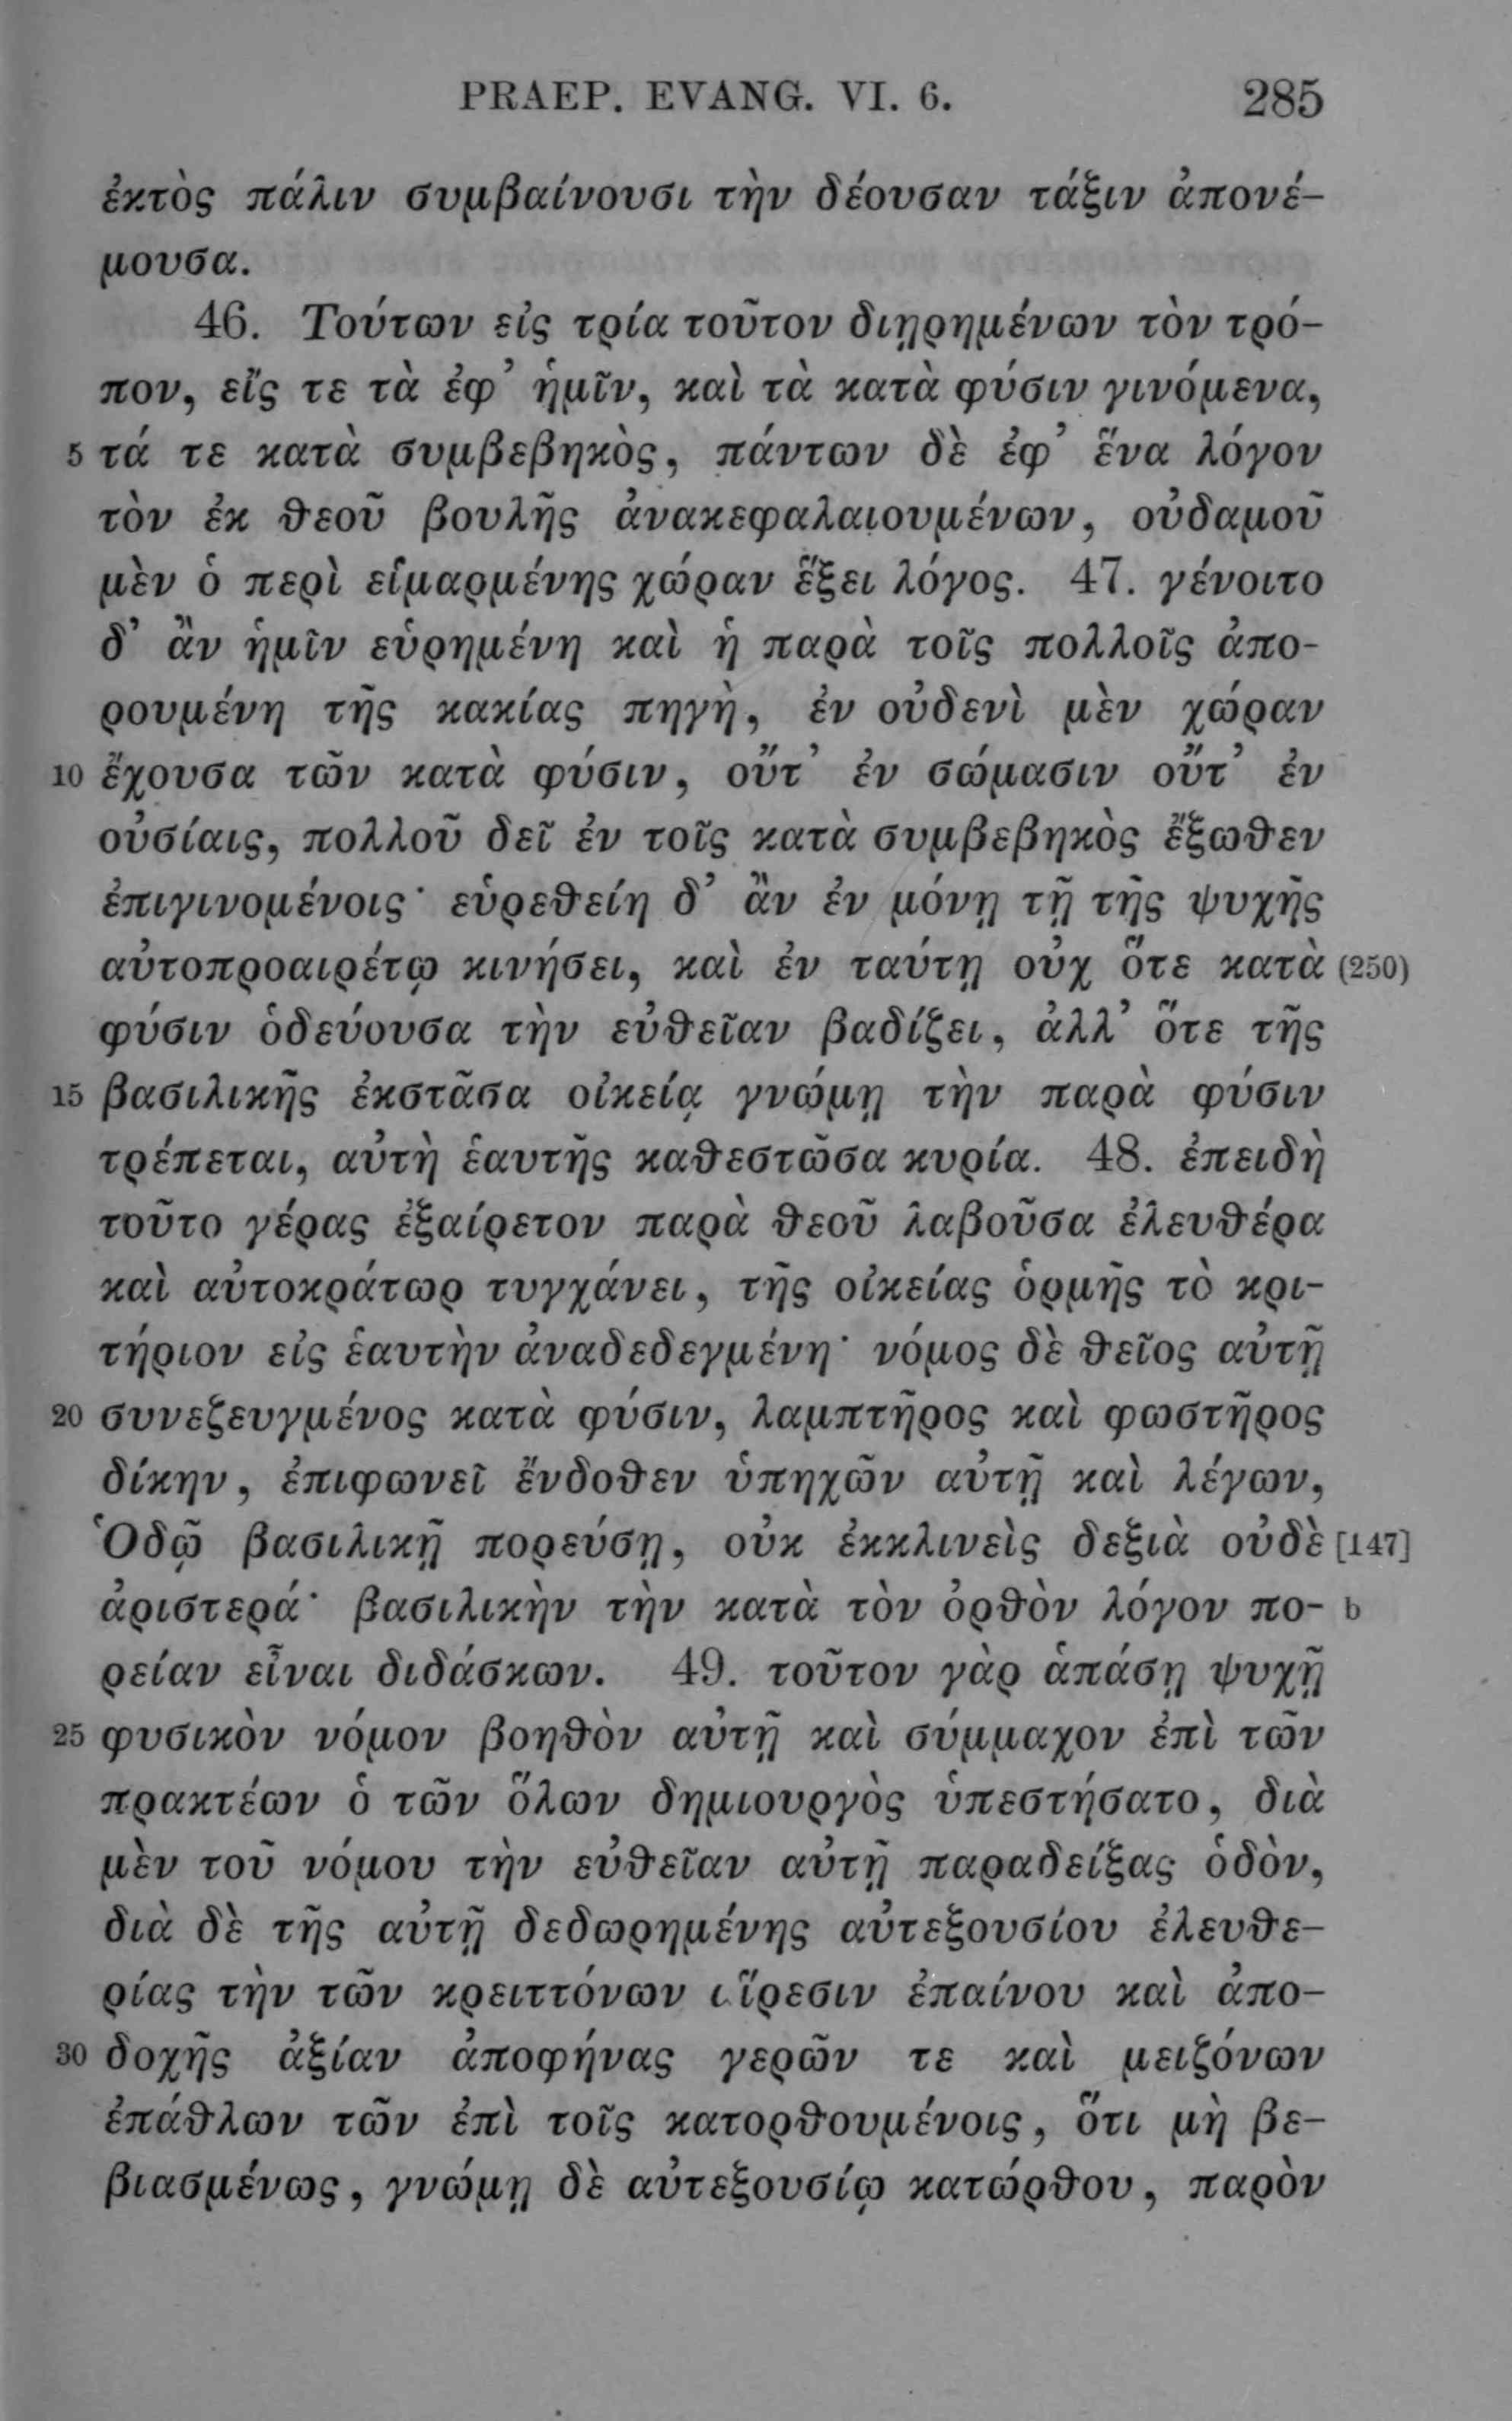 PRAEP. EVANG. VI. 6. 285
ἐκτὸς πάλιν συμβαίνουσι τὴν δέουσαν τάξιν ἀπονέ-
μουσα.
46. Τούτων εἰς τρία τοῦτον διῃρημένων τὸν τρό-
πον, εἴς τε τὰ ἐφ’ ἡμῖν, καὶ τὰ κατὰ φύσιν γινόμενα,
5 τά τε κατὰ συμβεβηκὸς, πάντων δὲ ἐφ’ ἕνα λόγον
τὸν ἐκ θεοῦ βουλῆς ἀνακεφαλαιουμένων, οὐδαμοῦ
μὲν ὁ περὶ εἱμαρμένης χώραν ἕξει λόγος. 47. γένοιτο
δ’ ἂν ἡμῖν εὑρημένη καὶ ἡ παρὰ τοῖς πολλοῖς ἀπο-
ρουμένη τῆς κακίας πηγὴ, ἐν οὐδενὶ μὲν χώραν
10 ἔχουσα τῶν κατὰ φύσιν, οὔτ’ ἐν σώμασιν οὔτ’ ἐν
οὐσίαις, πολλοῦ δεῖ ἐν τοῖς κατὰ συμβεβηκὸς ἔξωθεν
ἐπιγινομένοις· εὑρεθείη δ’ ἂν ἐν μόνῃ τῇ τῆς ψυχῆς
αὐτοπροαιρέτῳ κινήσει, καὶ ἐν ταύτῃ οὐχ ὅτε κατὰ (250)
φύσιν ὁδεύουσα τὴν εὐθεῖαν βαδίζει, ἀλλ’ ὅτε τῆς
15 βασιλικῆς ἐκστᾶσα οἰκείᾳ γνώμῃ τὴν παρὰ φύσιν
τρέπεται, αὐτὴ ἑαυτῆς καθεστῶσα κυρία. 48. ἐπειδὴ
τοῦτο γέρας ἐξαίρετον παρὰ θεοῦ λαβοῦσα ἐλευθέρα
καὶ αὐτοκράτωρ τυγχάνει, τῆς οἰκείας ὁρμῆς τὸ κρι-
τήριον εἰς ἑαυτὴν ἀναδεδεγμένη· νόμος δὲ θεῖος αὐτῇ
20 συνεζευγμένος κατὰ φύσιν, λαμπτῆρος καὶ φωστῆρος
δίκην, ἐπιφωνεῖ ἔνδοθεν ὑπηχῶν αὐτῇ καὶ λέγων,
Ὁδῷ βασιλικῇ πορεύσῃ, οὐκ ἐκκλινεὶς δεξιὰ οὐδὲ [147]
ἀριστερά· βασιλικὴν τὴν κατὰ τὸν ὀρθὸν λόγον πο- b
ρείαν εἶναι διδάσκων. 49. τοῦτον γὰρ ἁπάσῃ ψυχῇ
25 φυσικὸν νόμον βοηθὸν αὐτῇ καὶ σύμμαχον ἐπὶ τῶν
πρακτέων ὁ τῶν ὅλων δημιουργὸς ὑπεστήσατο, διὰ
μὲν τοῦ νόμου τὴν εὐθεῖαν αὐτῇ παραδείξας ὁδὸν,
διὰ δὲ τῆς αὐτῇ δεδωρημένης αὐτεξουσίου ἐλευθε-
ρίας τὴν τῶν κρειττόνων αἵρεσιν ἐπαίνου καὶ ἀπο-
30 δοχῆς ἀξίαν ἀποφήνας γερῶν τε καὶ μειζόνων
ἐπάθλων τῶν ἐπὶ τοῖς κατορθουμένοις, ὅτι μὴ βε-
βιασμένως, γνώμῃ δὲ αὐτεξουσίῳ κατώρθου, παρὸν